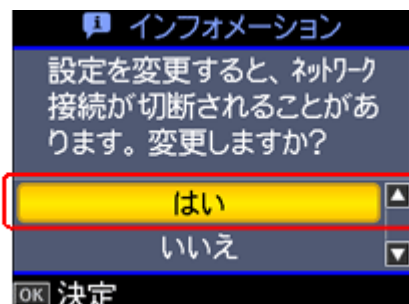 インフォメーション
設定を変更すると、ﾈｯﾄﾜｰｸ
接続が切断されることがあ
ります。変更しますか?
はい
いいえ
OK 決定